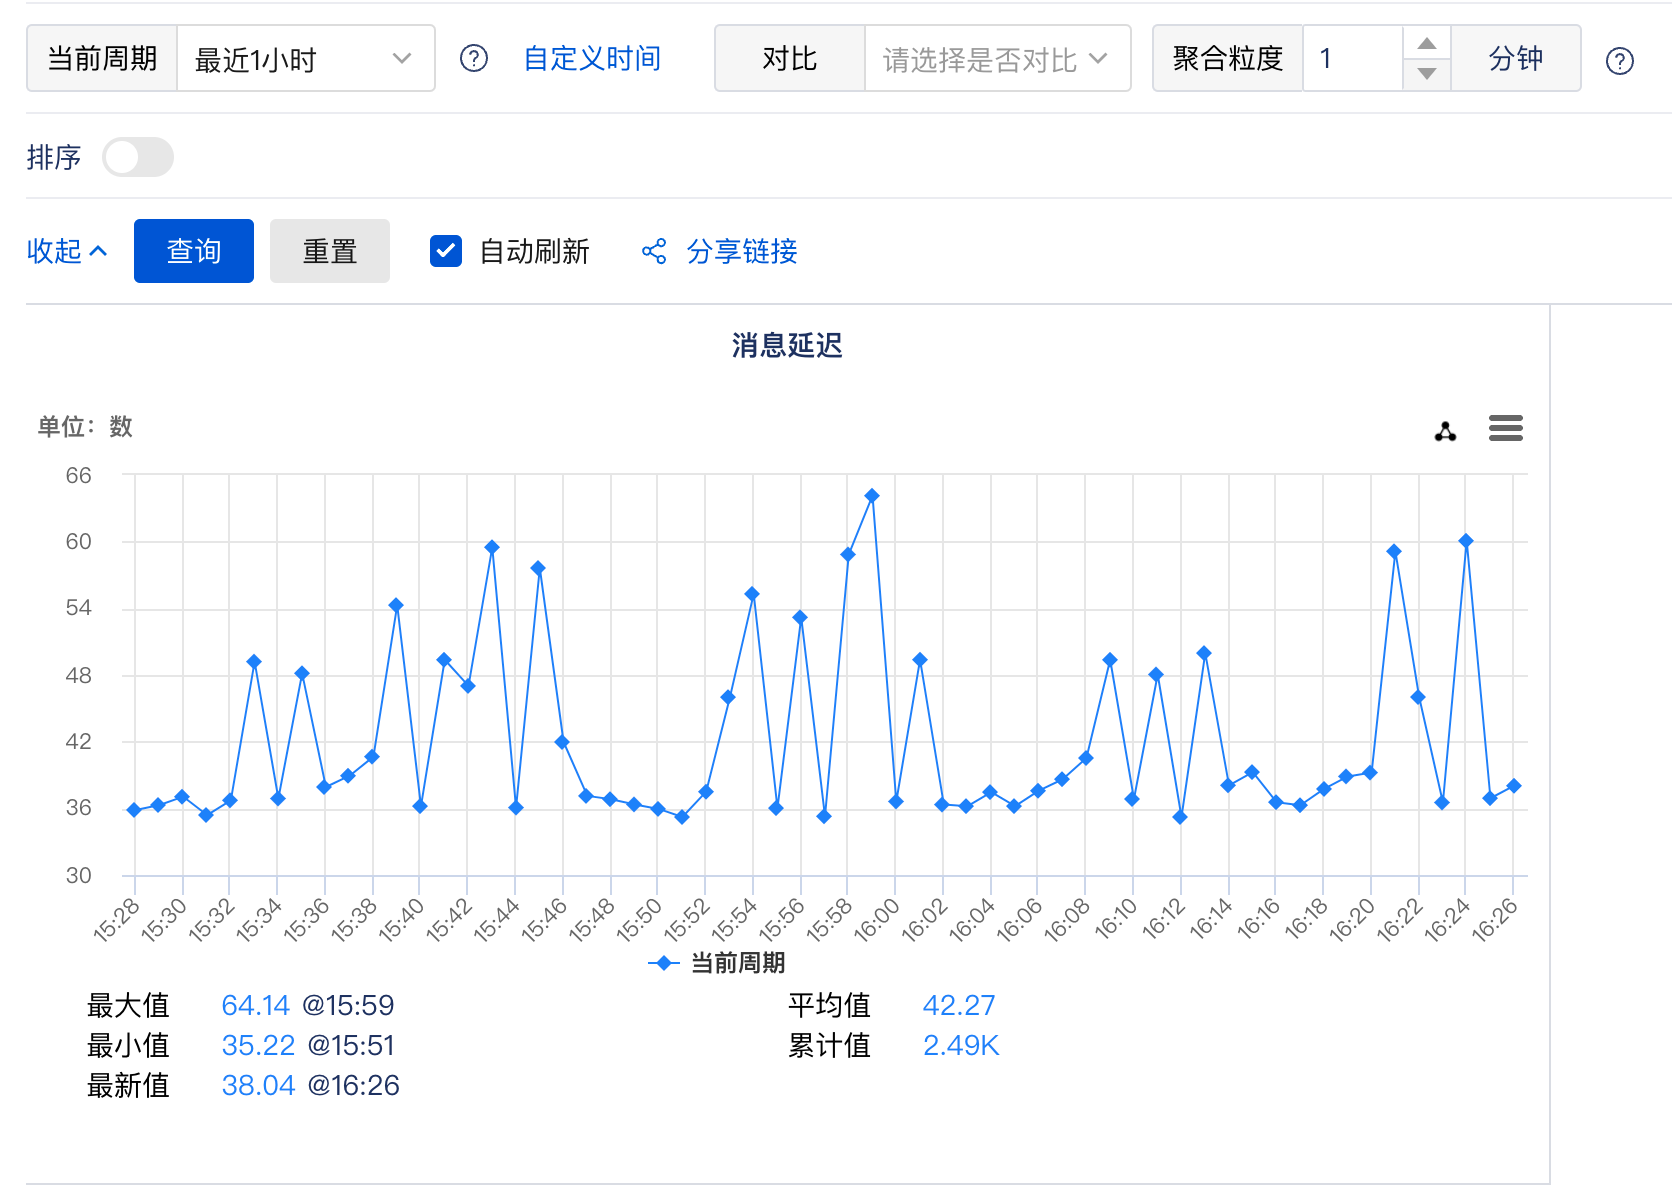 当前周期 最近1小时 自定义时间 对比 请选择是否对比 聚合粒度 1 分钟
排序
收起 查询 重置 自动刷新 分享链接
消息延迟
单位：数
66
60
54
48
42
36
30
15:28 15:30 15:32 15:34 15:36 15:38 15:40 15:42 15:44 15:46 15:48 15:50 15:52 15:54 15:56 15:58 16:00 16:02 16:04 16:06 16:08 16:10 16:12 16:14 16:16 16:18 16:20 16:22 16:24 16:26
当前周期
最大值 64.14 @15:59 平均值 42.27
最小值 35.22 @15:51 累计值 2.49K
最新值 38.04 @16:26